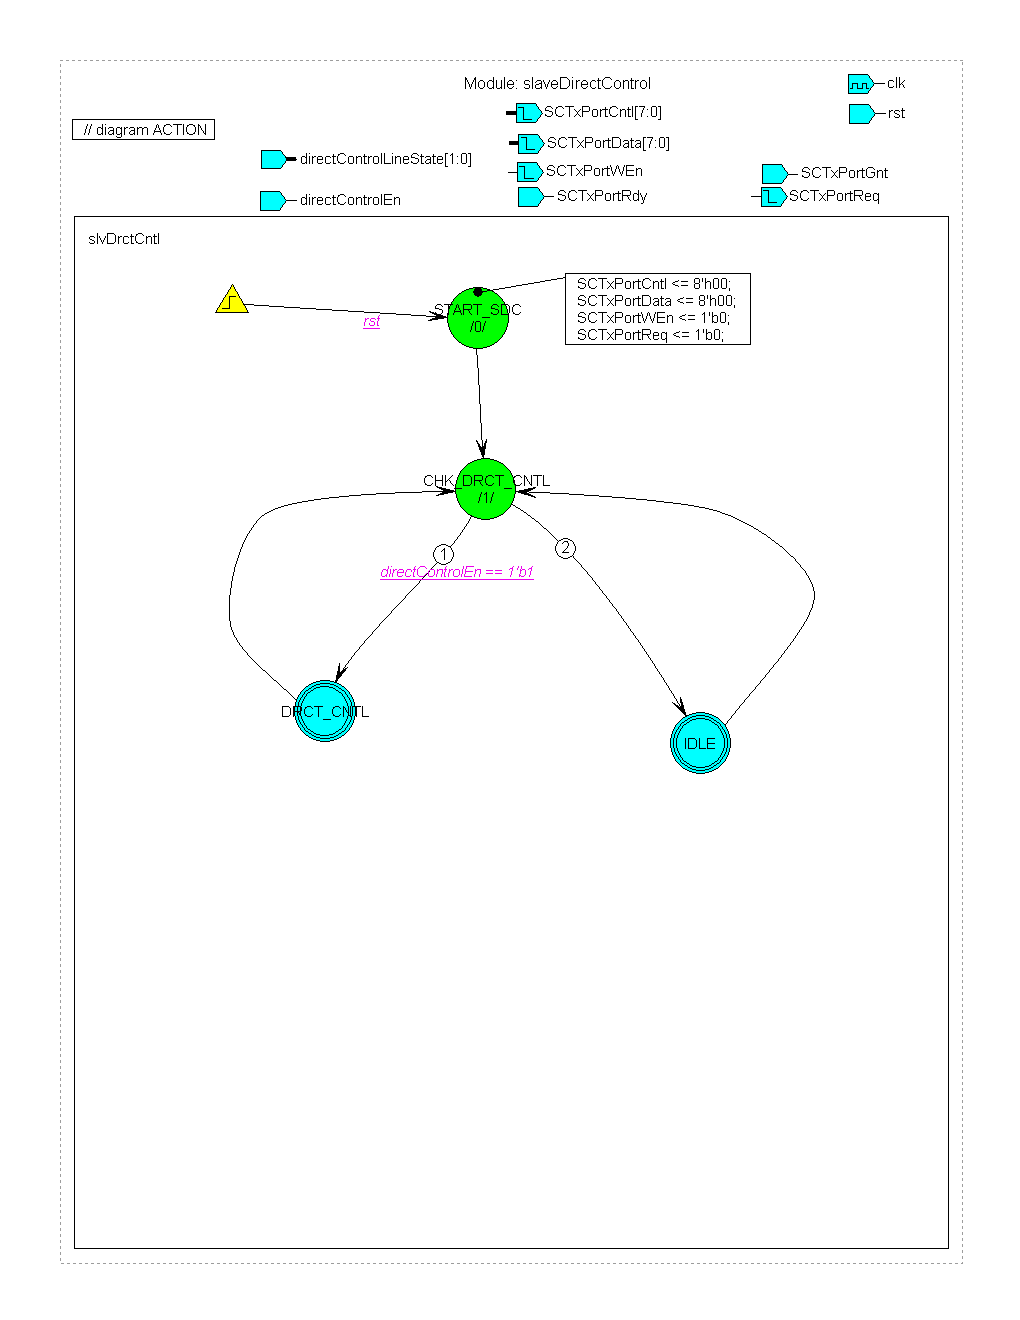 Module: slaveDirectControl
clk
SCTxPortCntl[7:0]
rst
// diagram ACTION
SCTxPortData[7:0]
directControlLineState[1:0]
SCTxPortWEn
SCTxPortGnt
directControlEn
SCTxPortRdy
SCTxPortReq
slvDrctCntl
SCTxPortCntl <= 8'h00;
SCTxPortData <= 8'h00;
SCTxPortWEn <= 1'b0;
SCTxPortReq <= 1'b0;
START_SDC
/0/
rst
CHK_DRCT_CNTL
/1/
1
2
directControlEn == 1'b1
DRCT_CNTL
IDLE